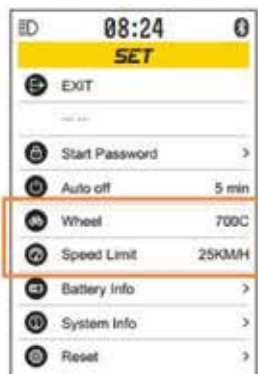 08:24
SET
EXIT
-- --
Start Password >
Auto off 5 min
Wheel 700C
Speed Limit 25KM/H
Battery Info >
System Info >
Reset >